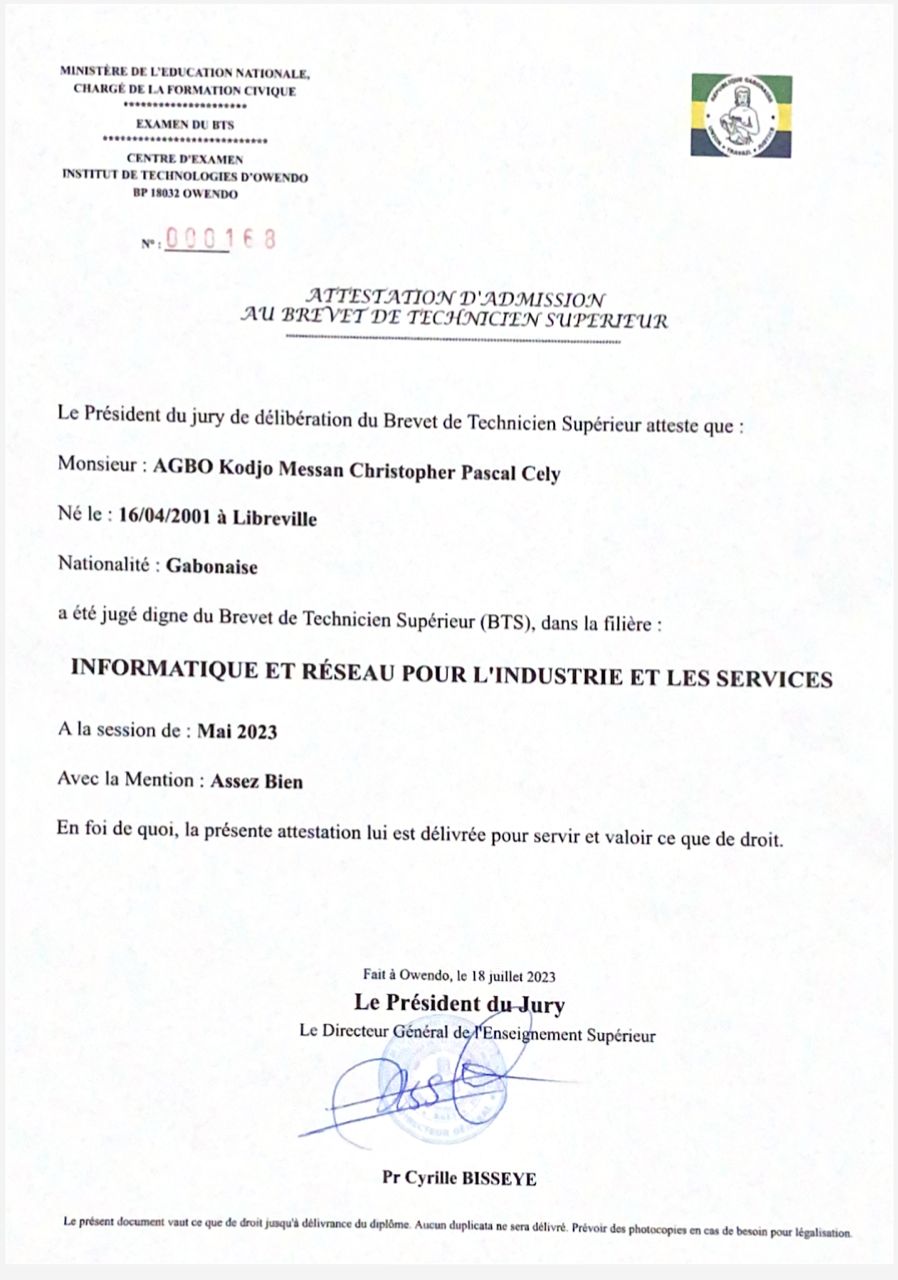 MINISTÈRE DE L'EDUCATION NATIONALE,
CHARGÉ DE LA FORMATION CIVIQUE
*********************
EXAMEN DU BTS
****************************
CENTRE D'EXAMEN
INSTITUT DE TECHNOLOGIES D'OWENDO
BP 18032 OWENDO
N° : 000168
RÉPUBLIQUE GABONAISE
UNION • TRAVAIL • JUSTICE
ATTESTATION D'ADMISSION
AU BREVET DE TECHNICIEN SUPERIEUR
Le Président du jury de délibération du Brevet de Technicien Supérieur atteste que :
Monsieur : AGBO Kodjo Messan Christopher Pascal Cely
Né le : 16/04/2001 à Libreville
Nationalité : Gabonaise
a été jugé digne du Brevet de Technicien Supérieur (BTS), dans la filière :
INFORMATIQUE ET RÉSEAU POUR L'INDUSTRIE ET LES SERVICES
A la session de : Mai 2023
Avec la Mention : Assez Bien
En foi de quoi, la présente attestation lui est délivrée pour servir et valoir ce que de droit.
Fait à Owendo, le 18 juillet 2023
Le Président du Jury
Le Directeur Général de l'Enseignement Supérieur
DIRECTEUR GÉNÉRAL
Pr Cyrille BISSEYE
Le présent document vaut ce que de droit jusqu'à délivrance du diplôme. Aucun duplicata ne sera délivré. Prévoir des photocopies en cas de besoin pour légalisation.